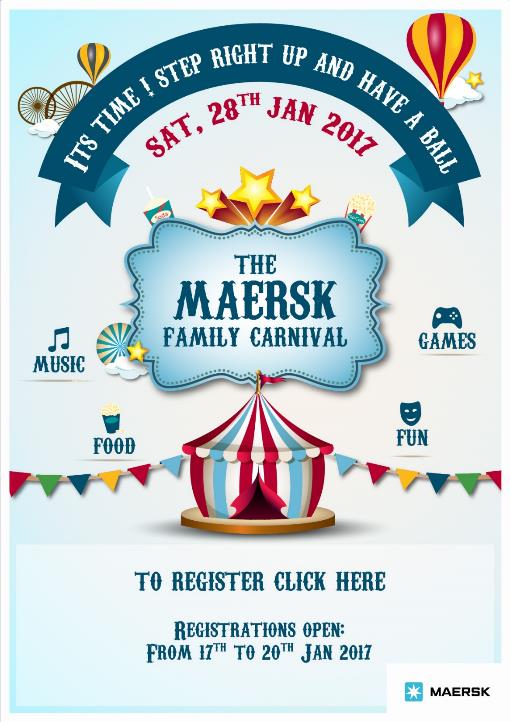 ITS TIME ! STEP RIGHT UP AND HAVE A BALL
SAT, 28TH JAN 2017
THE
MAERSK
FAMILY CARNIVAL
MUSIC
GAMES
FOOD
FUN
TO REGISTER CLICK HERE
REGISTRATIONS OPEN:
FROM 17TH TO 20TH JAN 2017
MAERSK